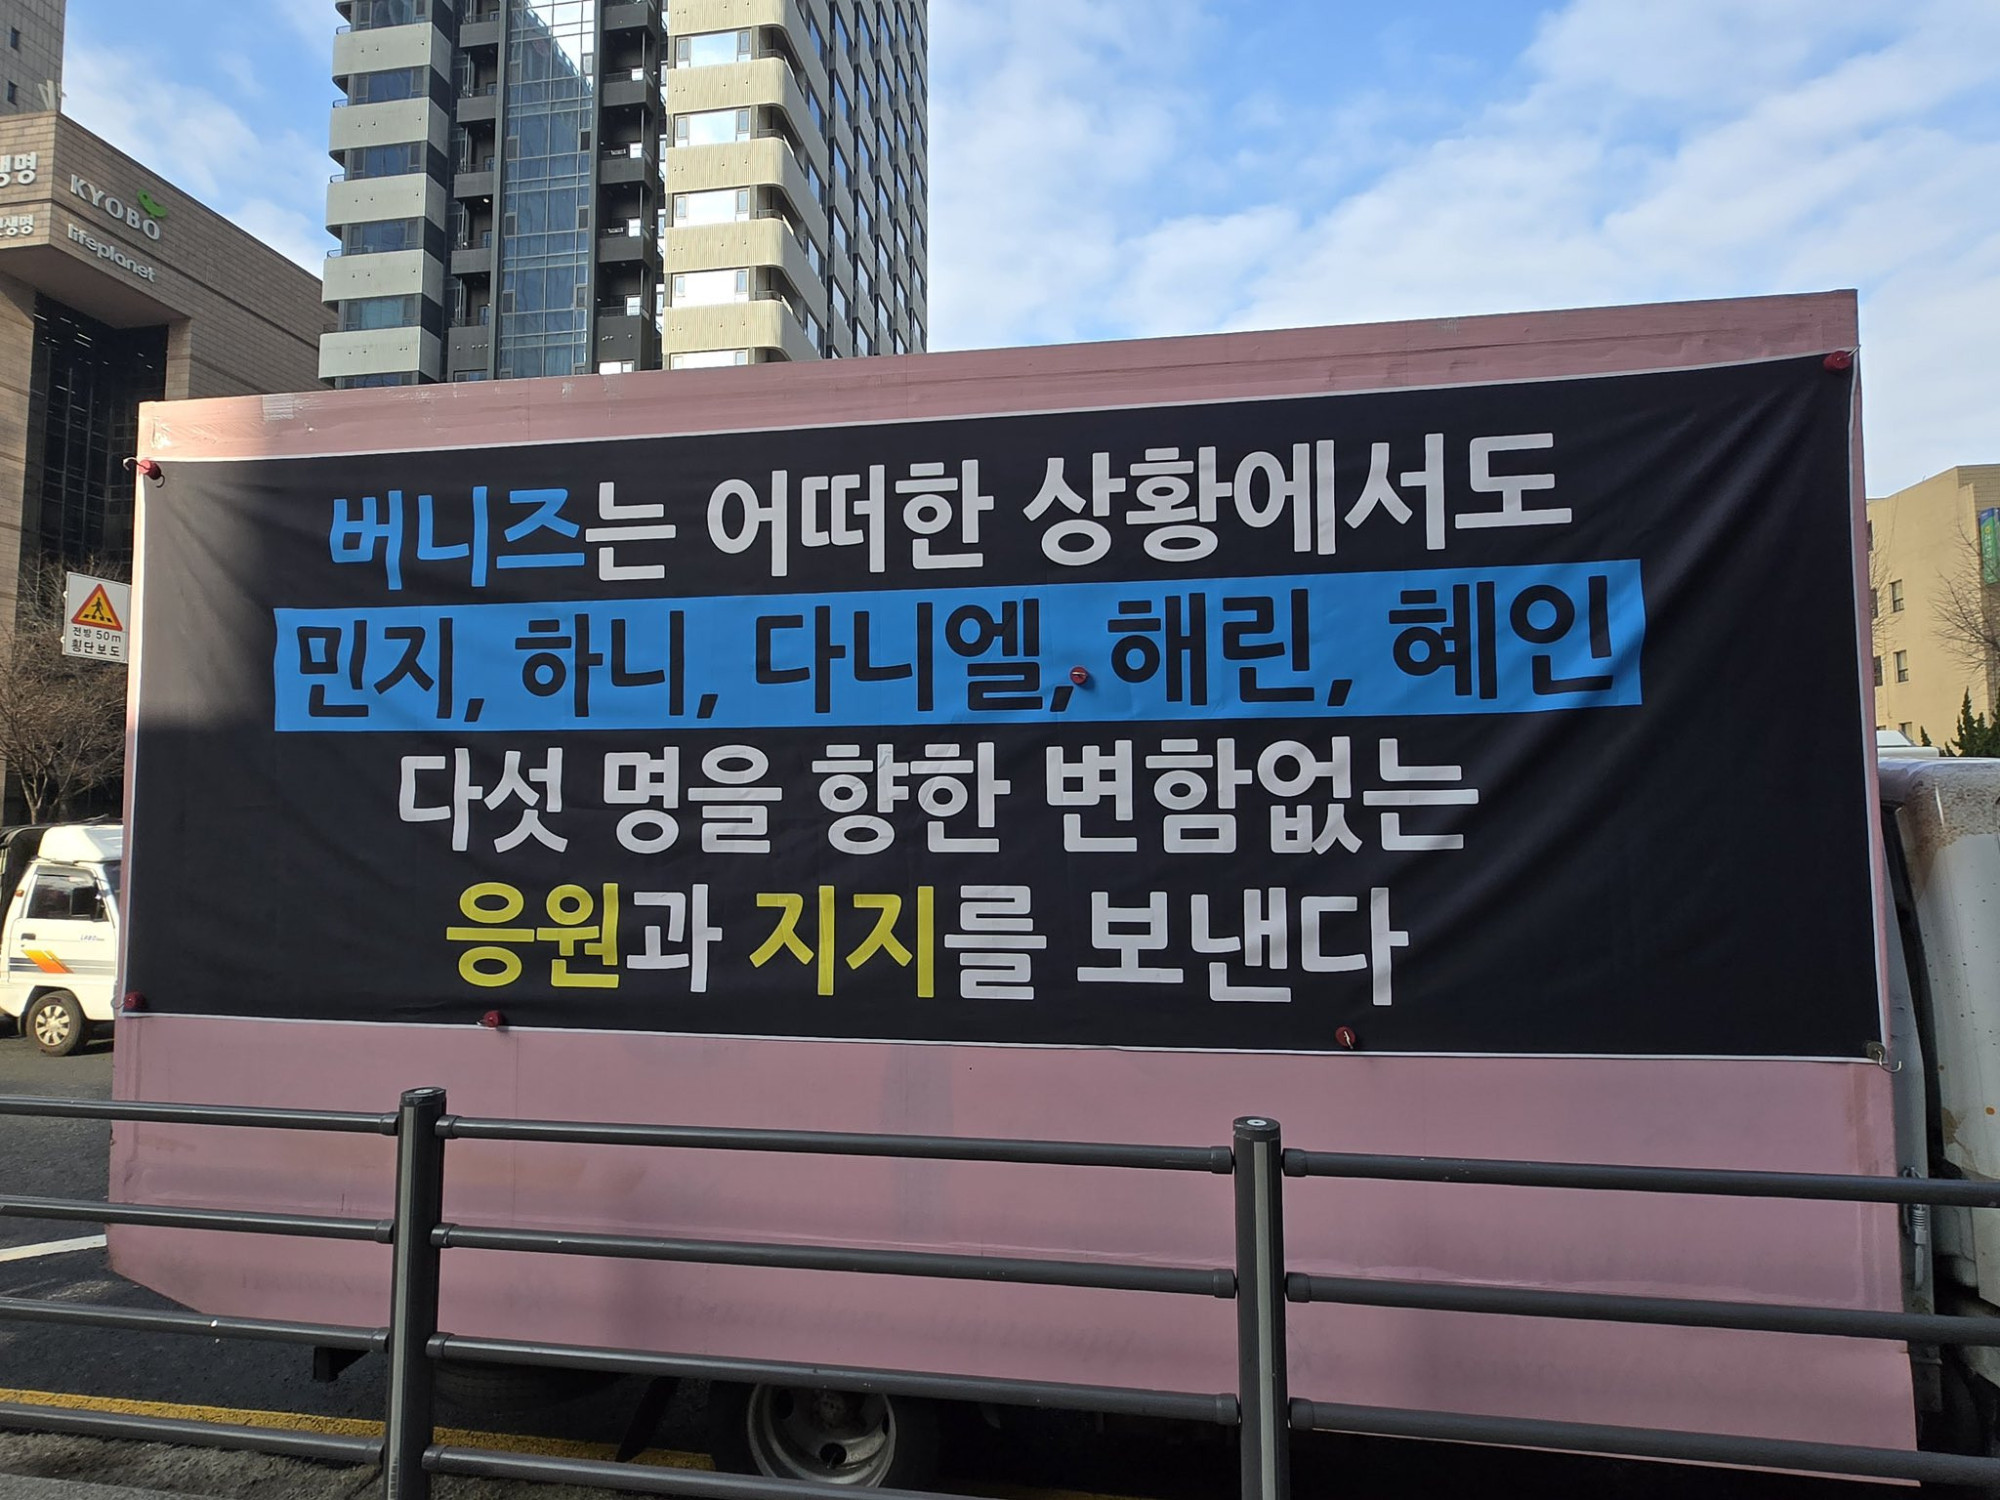 버니즈는 어떠한 상황에서도
민지, 하니, 다니엘, 해린, 혜인
다섯 명을 향한 변함없는
응원과 지지를 보낸다
KYOBO
lifeplanet
전방 50m
횡단보도